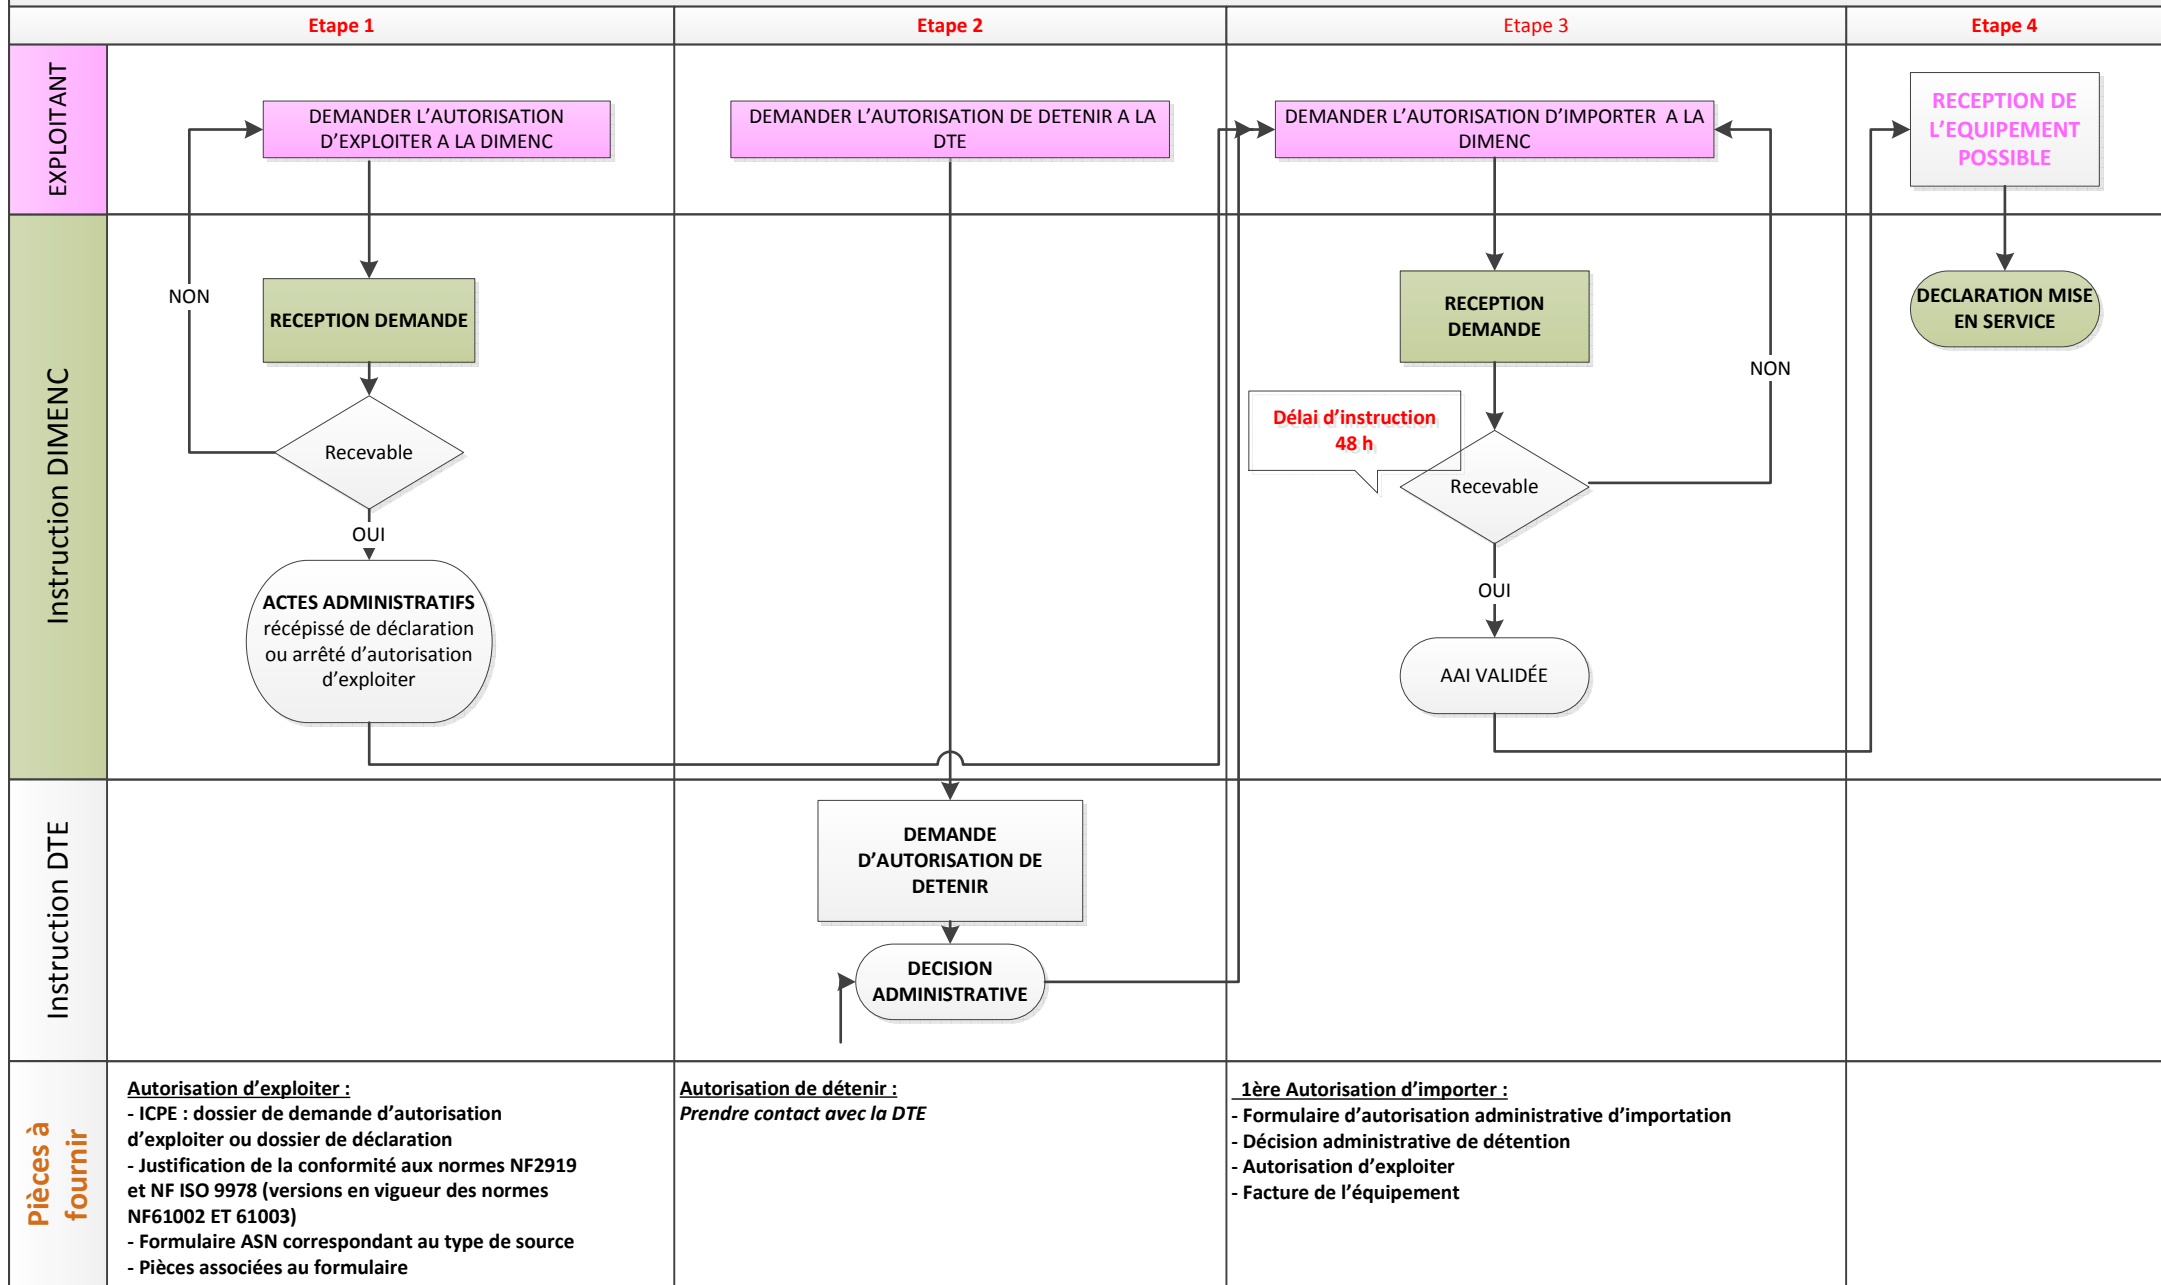 Etape 1
Etape 2
Etape 3
Etape 4
EXPLOITANT
DEMANDER L'AUTORISATION
D'EXPLOITER A LA DIMENC
DEMANDER L'AUTORISATION DE DETENIR A LA
DTE
DEMANDER L'AUTORISATION D'IMPORTER A LA
DIMENC
RECEPTION DE
L'EQUIPEMENT
POSSIBLE
Instruction DIMENC
NON
RECEPTION DEMANDE
Recevable
OUI
ACTES ADMINISTRATIFS
récépissé de déclaration
ou arrêté d'autorisation
d'exploiter
RECEPTION
DEMANDE
NON
Délai d'instruction
48 h
Recevable
OUI
AAI VALIDÉE
DECLARATION MISE
EN SERVICE
Instruction DTE
DEMANDE
D'AUTORISATION DE
DETENIR
DECISION
ADMINISTRATIVE
Pièces à
fournir
Autorisation d'exploiter :
- ICPE : dossier de demande d'autorisation
d'exploiter ou dossier de déclaration
- Justification de la conformité aux normes NF2919
et NF ISO 9978 (versions en vigueur des normes
NF61002 ET 61003)
- Formulaire ASN correspondant au type de source
- Pièces associées au formulaire
Autorisation de détenir :
Prendre contact avec la DTE
1ère Autorisation d'importer :
- Formulaire d'autorisation administrative d'importation
- Décision administrative de détention
- Autorisation d'exploiter
- Facture de l'équipement